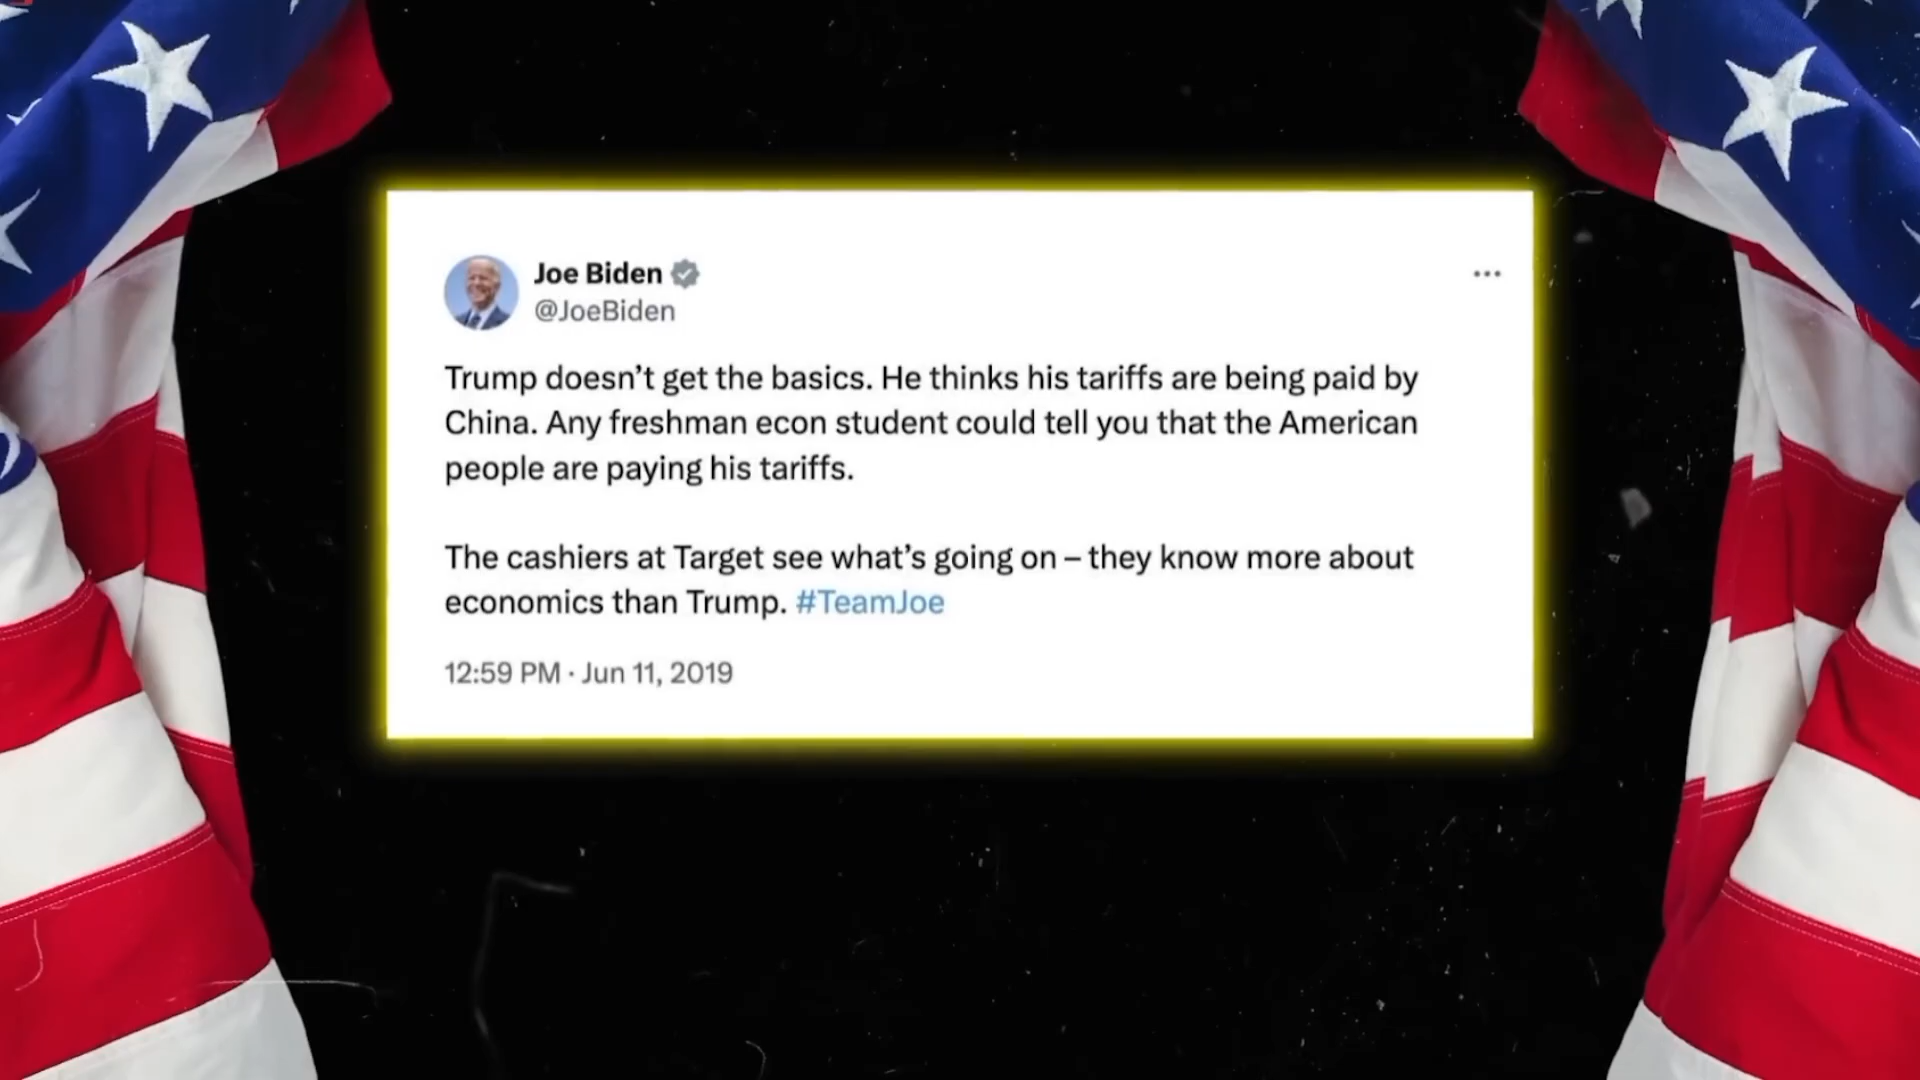 Joe Biden
@JoeBiden
Trump doesn’t get the basics. He thinks his tariffs are being paid by
China. Any freshman econ student could tell you that the American
people are paying his tariffs.
The cashiers at Target see what’s going on – they know more about
economics than Trump. #TeamJoe
12:59 PM · Jun 11, 2019